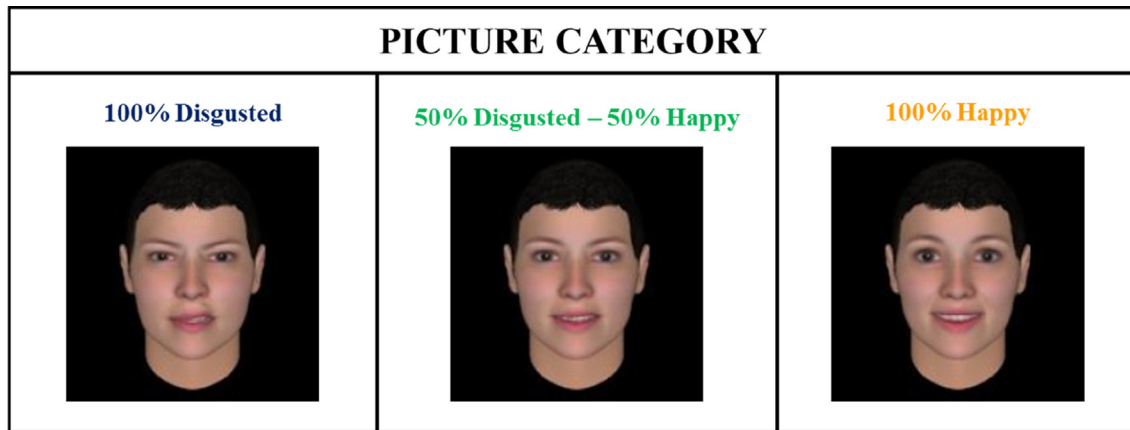 PICTURE CATEGORY
100% Disgusted
50% Disgusted – 50% Happy
100% Happy